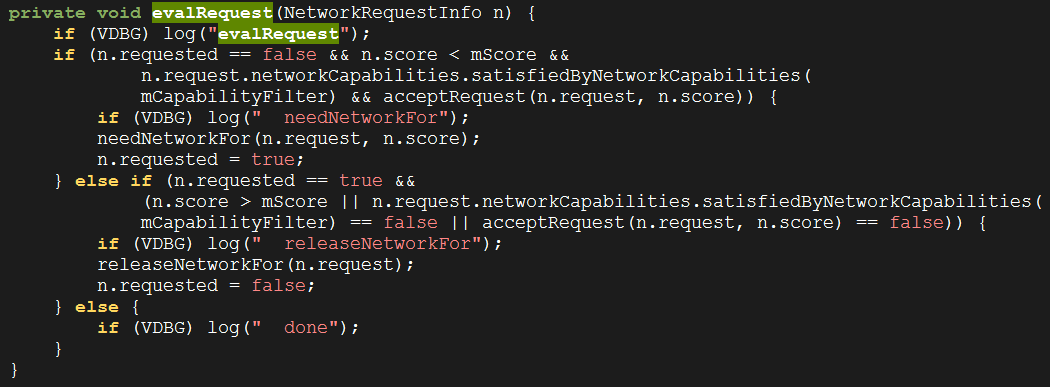 private void evalRequest(NetworkRequestInfo n) {
    if (VDBG) log("evalRequest");
    if (n.requested == false && n.score < mScore &&
            n.request.networkCapabilities.satisfiedByNetworkCapabilities(
            mCapabilityFilter) && acceptRequest(n.request, n.score)) {
        if (VDBG) log("  needNetworkFor");
        needNetworkFor(n.request, n.score);
        n.requested = true;
    } else if (n.requested == true &&
            (n.score > mScore || n.request.networkCapabilities.satisfiedByNetworkCapabilities(
            mCapabilityFilter) == false || acceptRequest(n.request, n.score) == false)) {
        if (VDBG) log("  releaseNetworkFor");
        releaseNetworkFor(n.request);
        n.requested = false;
    } else {
        if (VDBG) log("  done");
    }
}